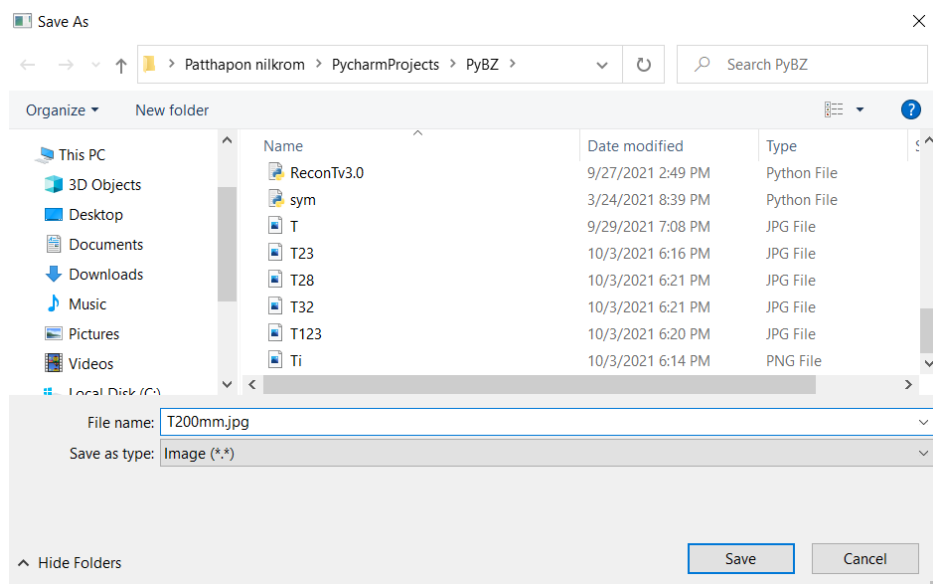 Save As
Patthapon nilkrom > PycharmProjects > PyBZ >
Search PyBZ
Organize
New folder
?
This PC
3D Objects
Desktop
Documents
Downloads
Music
Pictures
Videos
Local Disk (C:)
Name Date modified Type
ReconTv3.0 9/27/2021 2:49 PM Python File
sym 3/24/2021 8:39 PM Python File
T 9/29/2021 7:08 PM JPG File
T23 10/3/2021 6:16 PM JPG File
T28 10/3/2021 6:21 PM JPG File
T32 10/3/2021 6:21 PM JPG File
T123 10/3/2021 6:20 PM JPG File
Ti 10/3/2021 6:14 PM PNG File
File name: T200mm.jpg
Save as type: Image (*.*)
Hide Folders
Save
Cancel